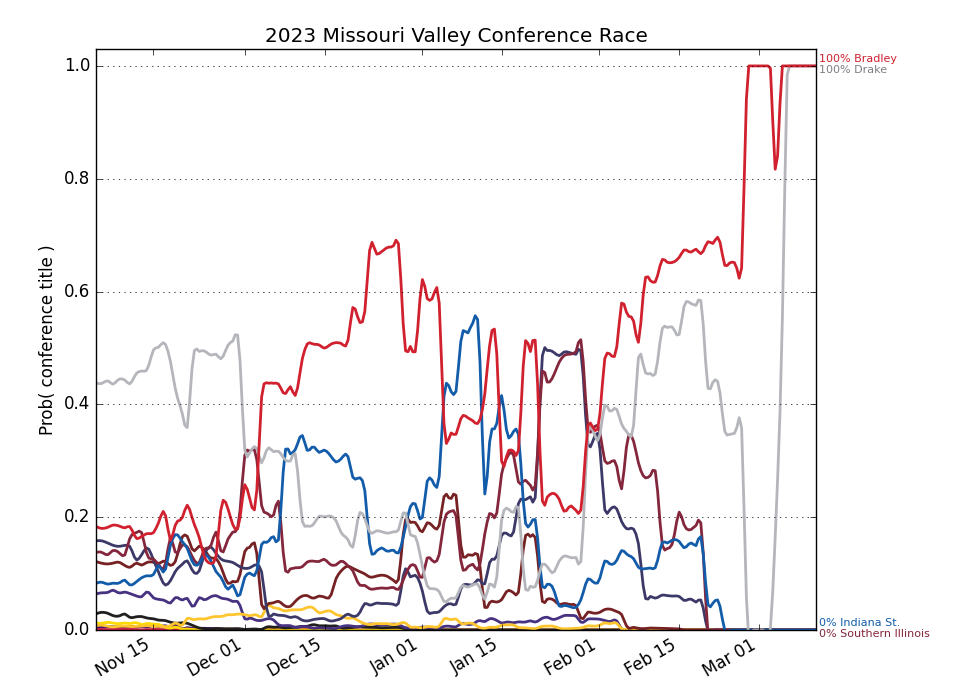 2023 Missouri Valley Conference Race
Prob( conference title )
1.0
0.8
0.6
0.4
0.2
0.0
Nov 15
Dec 01
Dec 15
Jan 01
Jan 15
Feb 01
Feb 15
Mar 01
100% Bradley
100% Drake
0% Indiana St.
0% Southern Illinois